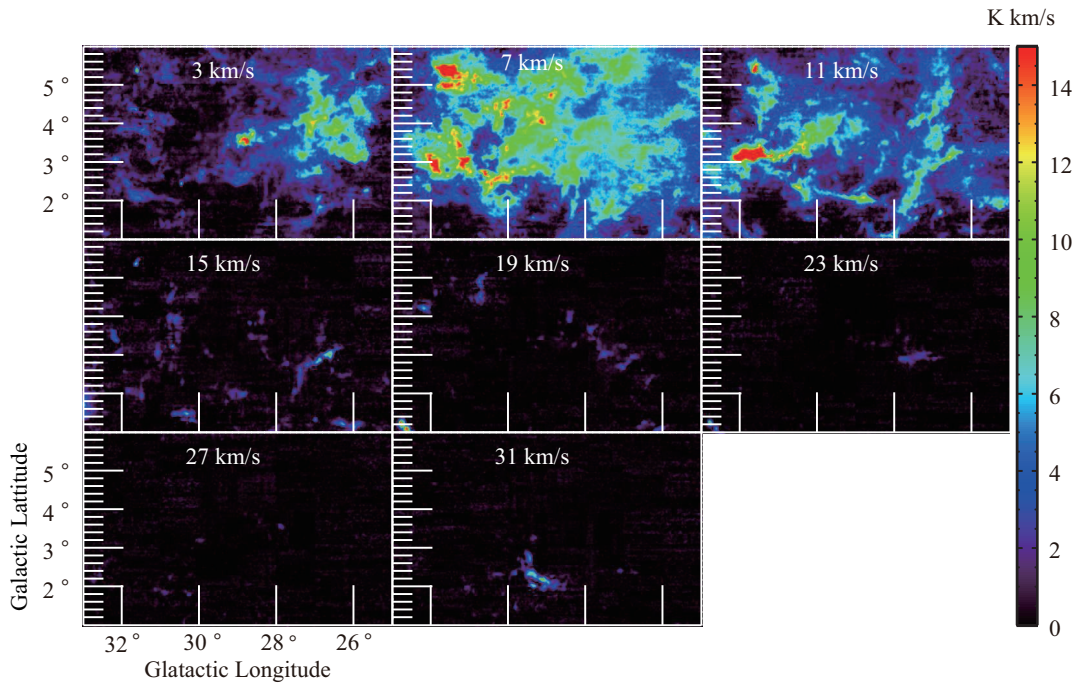 K km/s
3 km/s
7 km/s
11 km/s
14
12
10
8
6
4
2
0
5 °
4 °
3 °
2 °
15 km/s
19 km/s
23 km/s
27 km/s
31 km/s
5 °
4 °
3 °
2 °
Galactic Lattitude
32 °
30 °
28 °
26 °
Glatactic Longitude